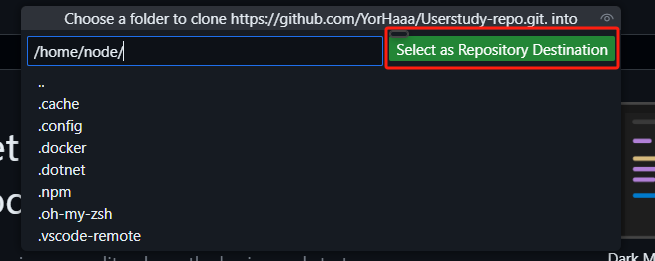 Choose a folder to clone https://github.com/YorHaaa/Userstudy-repo.git. into
/home/node/
Select as Repository Destination
..
.cache
.config
.docker
.dotnet
.npm
.oh-my-zsh
.vscode-remote
Dark M